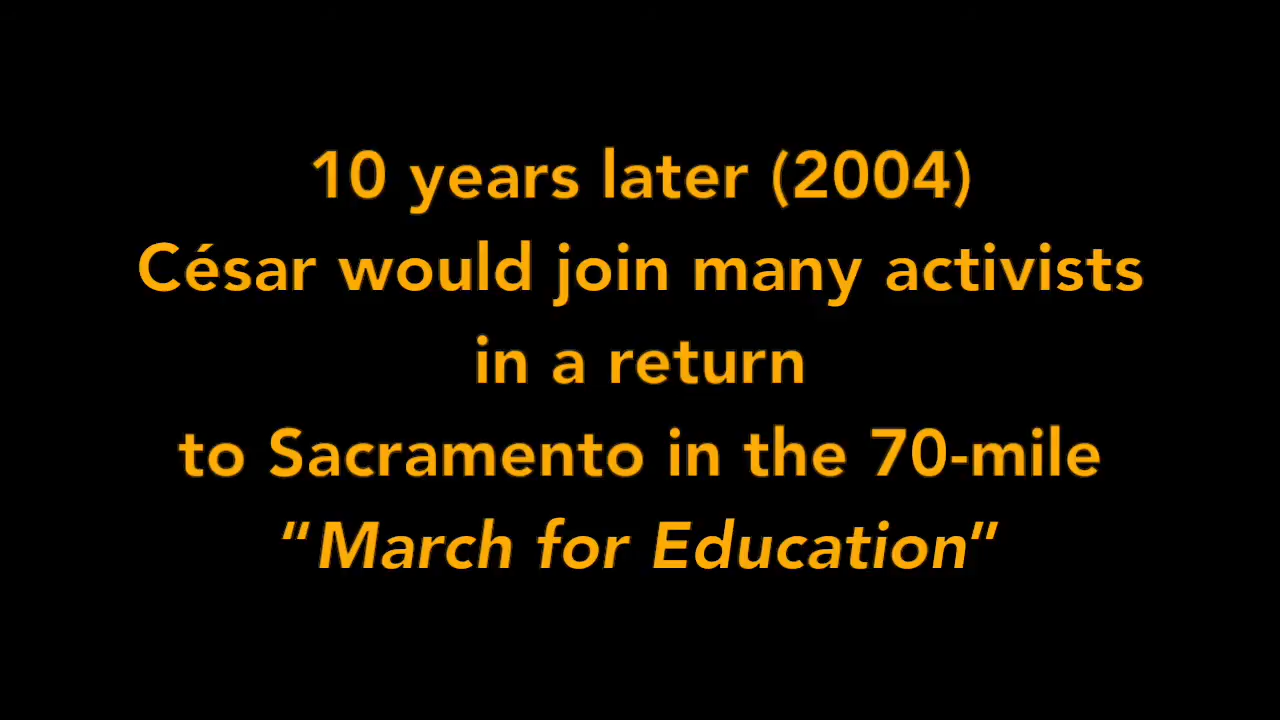 10 years later (2004)
César would join many activists
in a return
to Sacramento in the 70-mile
“March for Education”